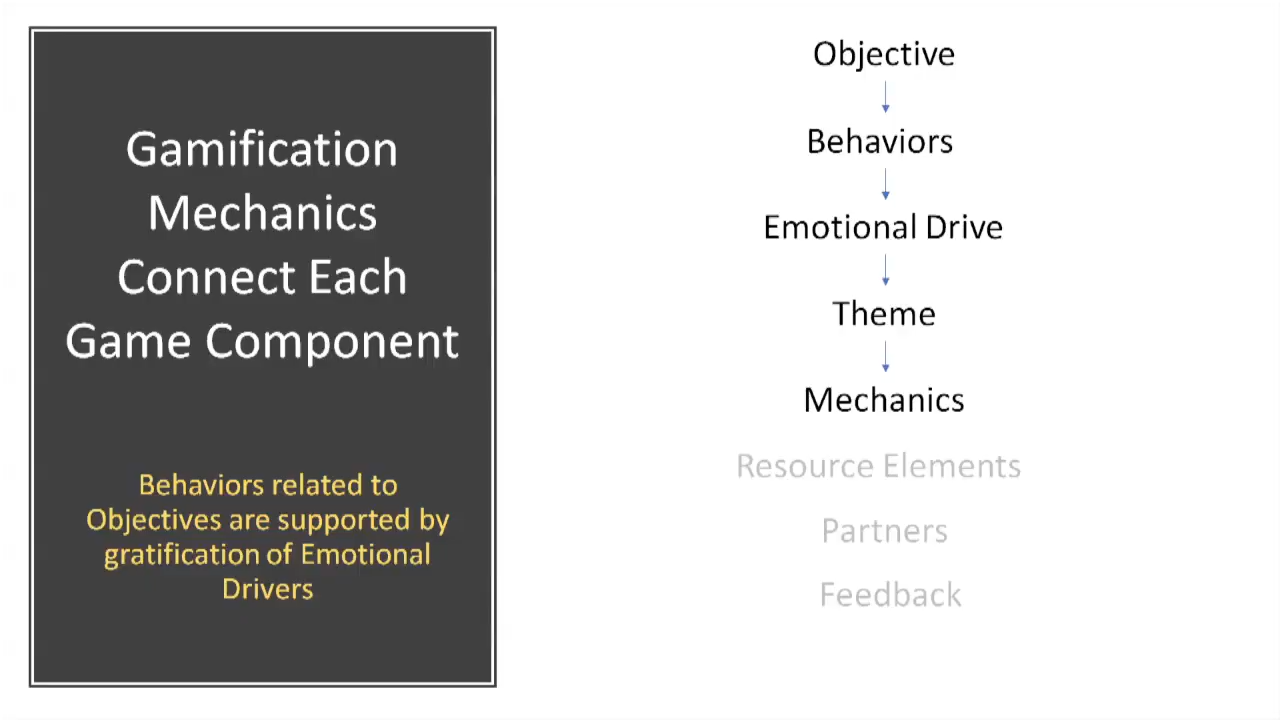 Gamification
Mechanics
Connect Each
Game Component
Behaviors related to
Objectives are supported by
gratification of Emotional
Drivers
Objective
Behaviors
Emotional Drive
Theme
Mechanics
Resource Elements
Partners
Feedback